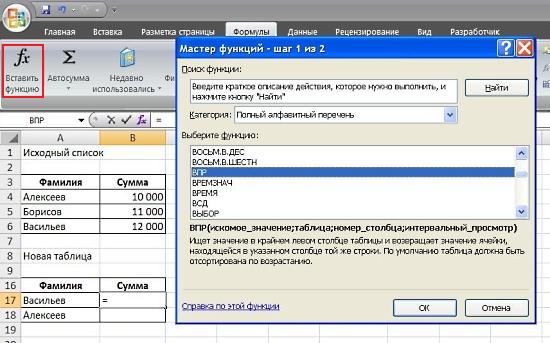 Главная Вставка Разметка страницы Формулы Данные Рецензирование Вид Разработчик
fx
Вставить функцию
Σ
Автосумма
Недавно использовались
ВПР
fx =
A B
1 Исходный список
2
3 Фамилия Сумма
4 Алексеев 10 000
5 Борисов 11 000
6 Васильев 12 000
7
8 Новая таблица
16 Фамилия Сумма
17 Васильев =
18 Алексеев
Мастер функций - шаг 1 из 2
Поиск функции:
Введите краткое описание действия, которое нужно выполнить, и
нажмите кнопку "Найти"
Найти
Категория: Полный алфавитный перечень
Выберите функцию:
ВОСЬМ.В.ДЕС
ВОСЬМ.В.ШЕСТН
ВПР
ВРЕМЗНАЧ
ВРЕМЯ
ВСД
ВЫБОР
ВПР(искомое_значение;таблица;номер_столбца;интервальный_просмотр)
Ищет значение в крайнем левом столбце таблицы и возвращает значение ячейки,
находящейся в указанном столбце той же строки. По умолчанию таблица должна быть
отсортирована по возрастанию.
Справка по этой функции
ОК
Отмена